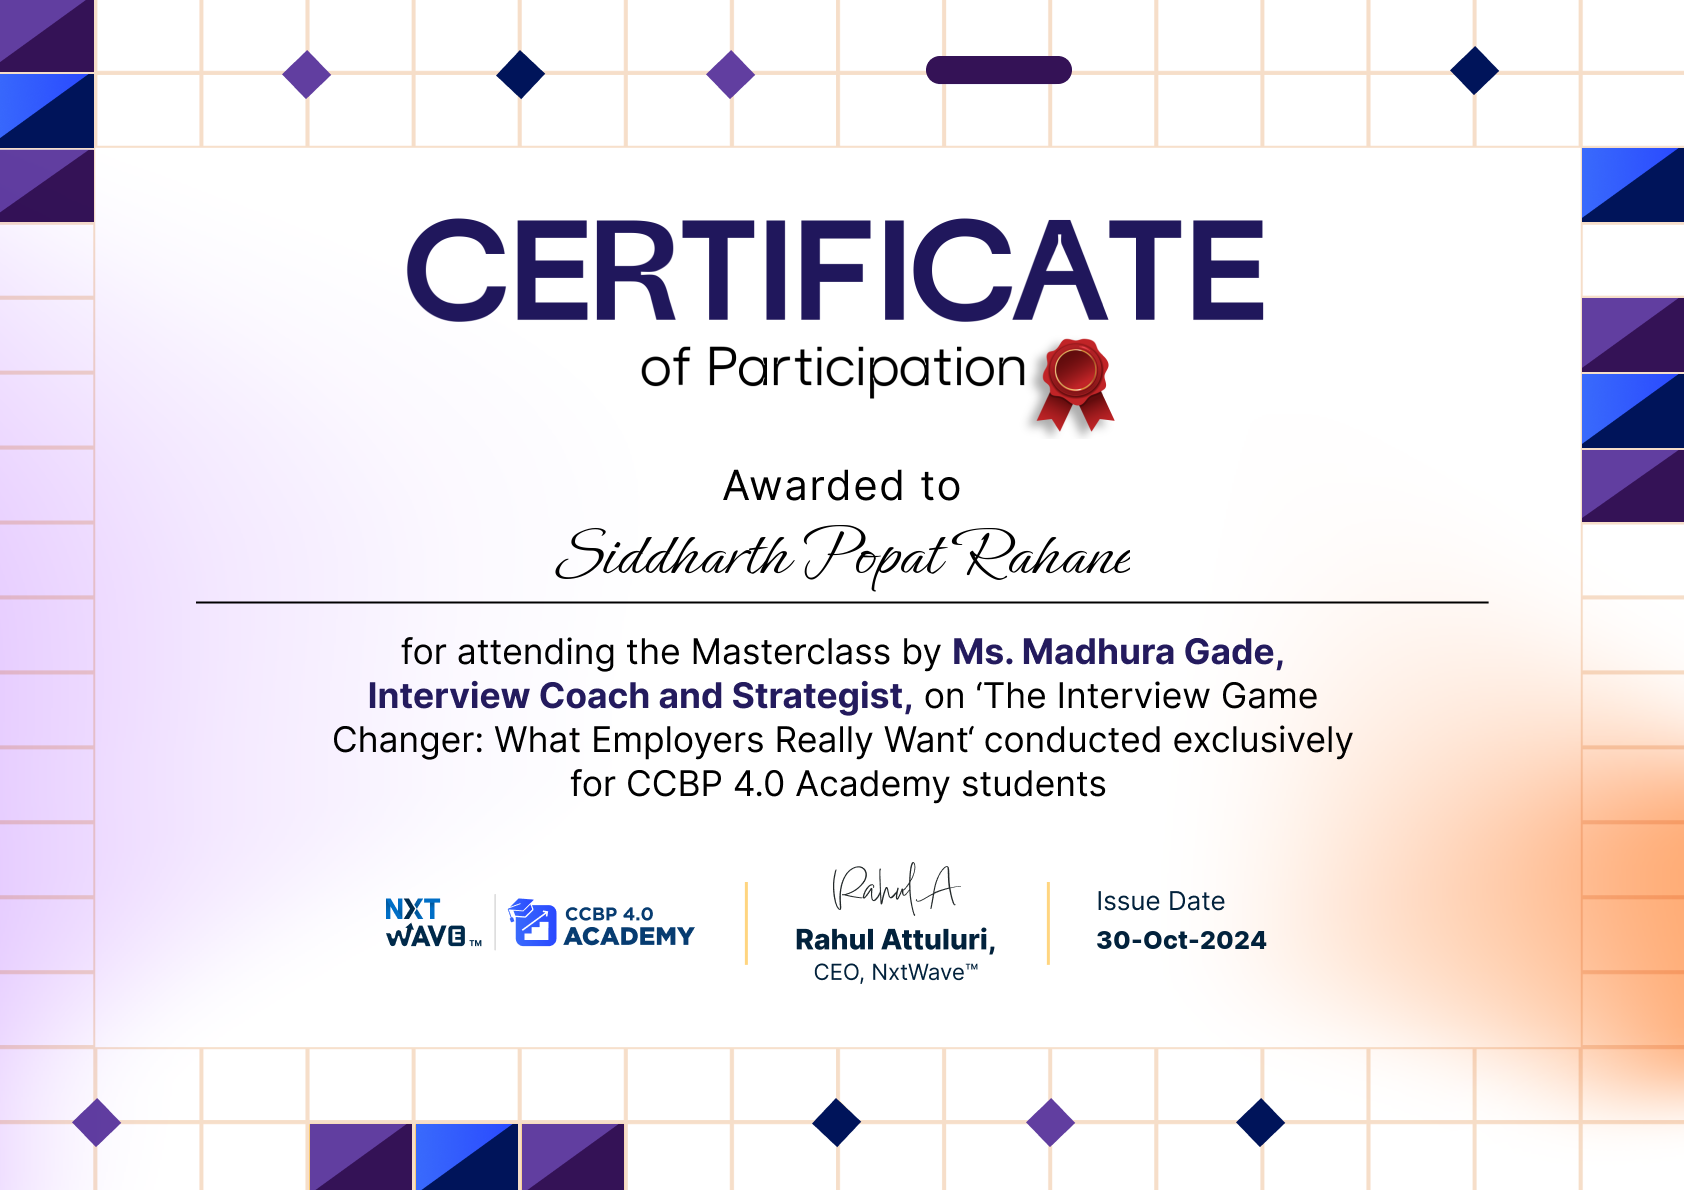 CERTIFICATE
of Participation
Awarded to
Siddharth Popat Rahane
for attending the Masterclass by Ms. Madhura Gade,
Interview Coach and Strategist, on ‘The Interview Game
Changer: What Employers Really Want‘ conducted exclusively
for CCBP 4.0 Academy students
NXT
WAVE™
CCBP 4.0
ACADEMY
Rahul A
Rahul Attuluri,
CEO, NxtWave™
Issue Date
30-Oct-2024